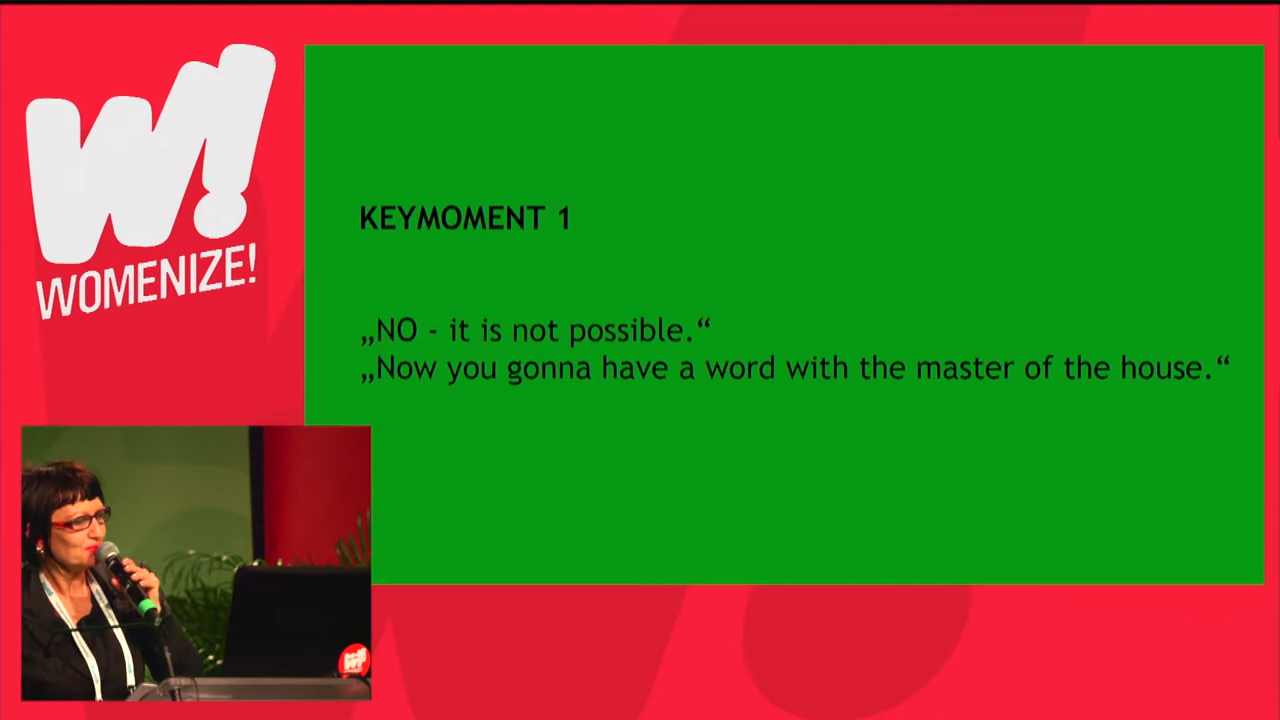 W!
WOMENIZE!
KEYMOMENT 1
„NO - it is not possible.“
„Now you gonna have a word with the master of the house.“